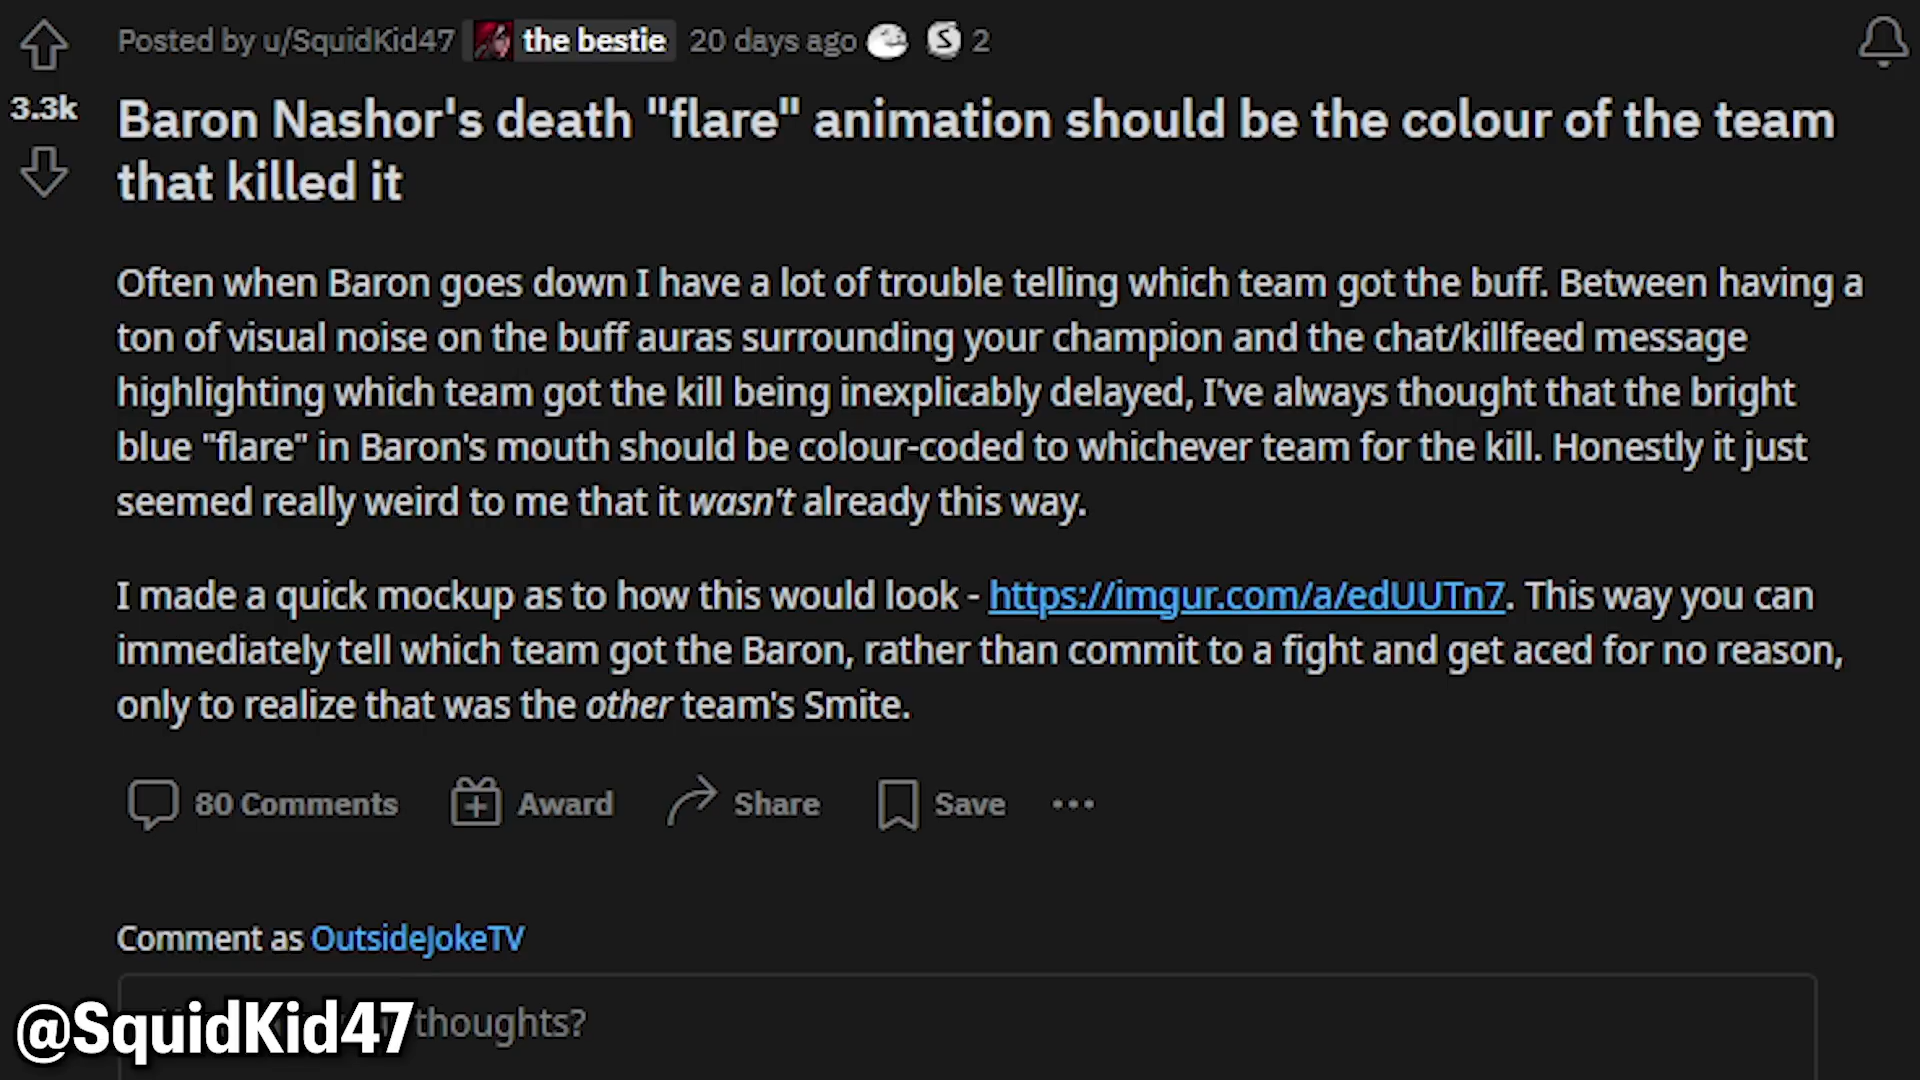 Posted by u/SquidKid47 the bestie 20 days ago S 2
3.3k
Baron Nashor's death "flare" animation should be the colour of the team
that killed it
Often when Baron goes down I have a lot of trouble telling which team got the buff. Between having a
ton of visual noise on the buff auras surrounding your champion and the chat/killfeed message
highlighting which team got the kill being inexplicably delayed, I've always thought that the bright
blue "flare" in Baron's mouth should be colour-coded to whichever team for the kill. Honestly it just
seemed really weird to me that it wasn't already this way.
I made a quick mockup as to how this would look - https://imgur.com/a/edUUTn7. This way you can
immediately tell which team got the Baron, rather than commit to a fight and get aced for no reason,
only to realize that was the other team's Smite.
80 Comments Award Share Save ...
Comment as OutsideJokeTV
thoughts?
@SquidKid47